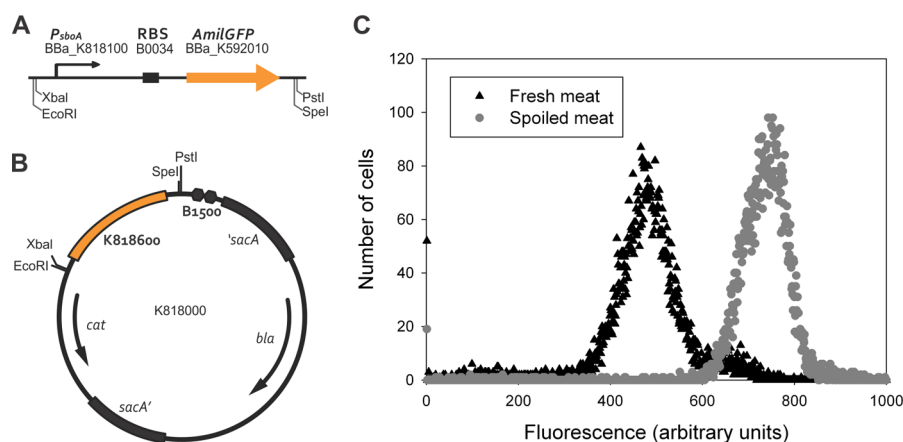 A
PsboA RBS AmilGFP
BBa_K818100 B0034 BBa_K592010
XbaI
EcoRI
PstI
SpeI
B
PstI
SpeI
B1500
K818600
'sacA
XbaI
EcoRI
K818000
cat
bla
sacA'
C
120
100
80
60
40
20
0
Number of cells
Fresh meat
Spoiled meat
0 200 400 600 800 1000
Fluorescence (arbitrary units)